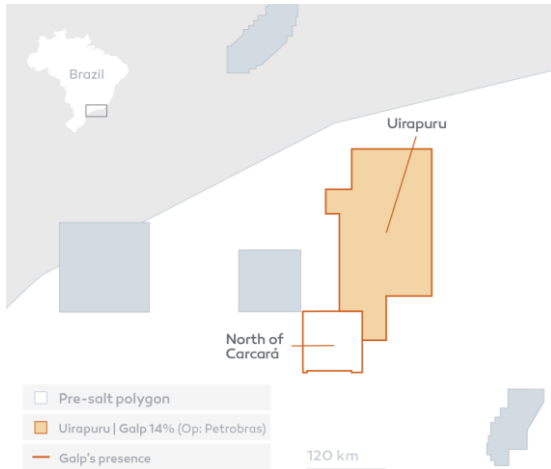 Brazil
Uirapuru
North of
Carcará
Pre-salt polygon
Uirapuru | Galp 14% (Op: Petrobras)
Galp's presence
120 km